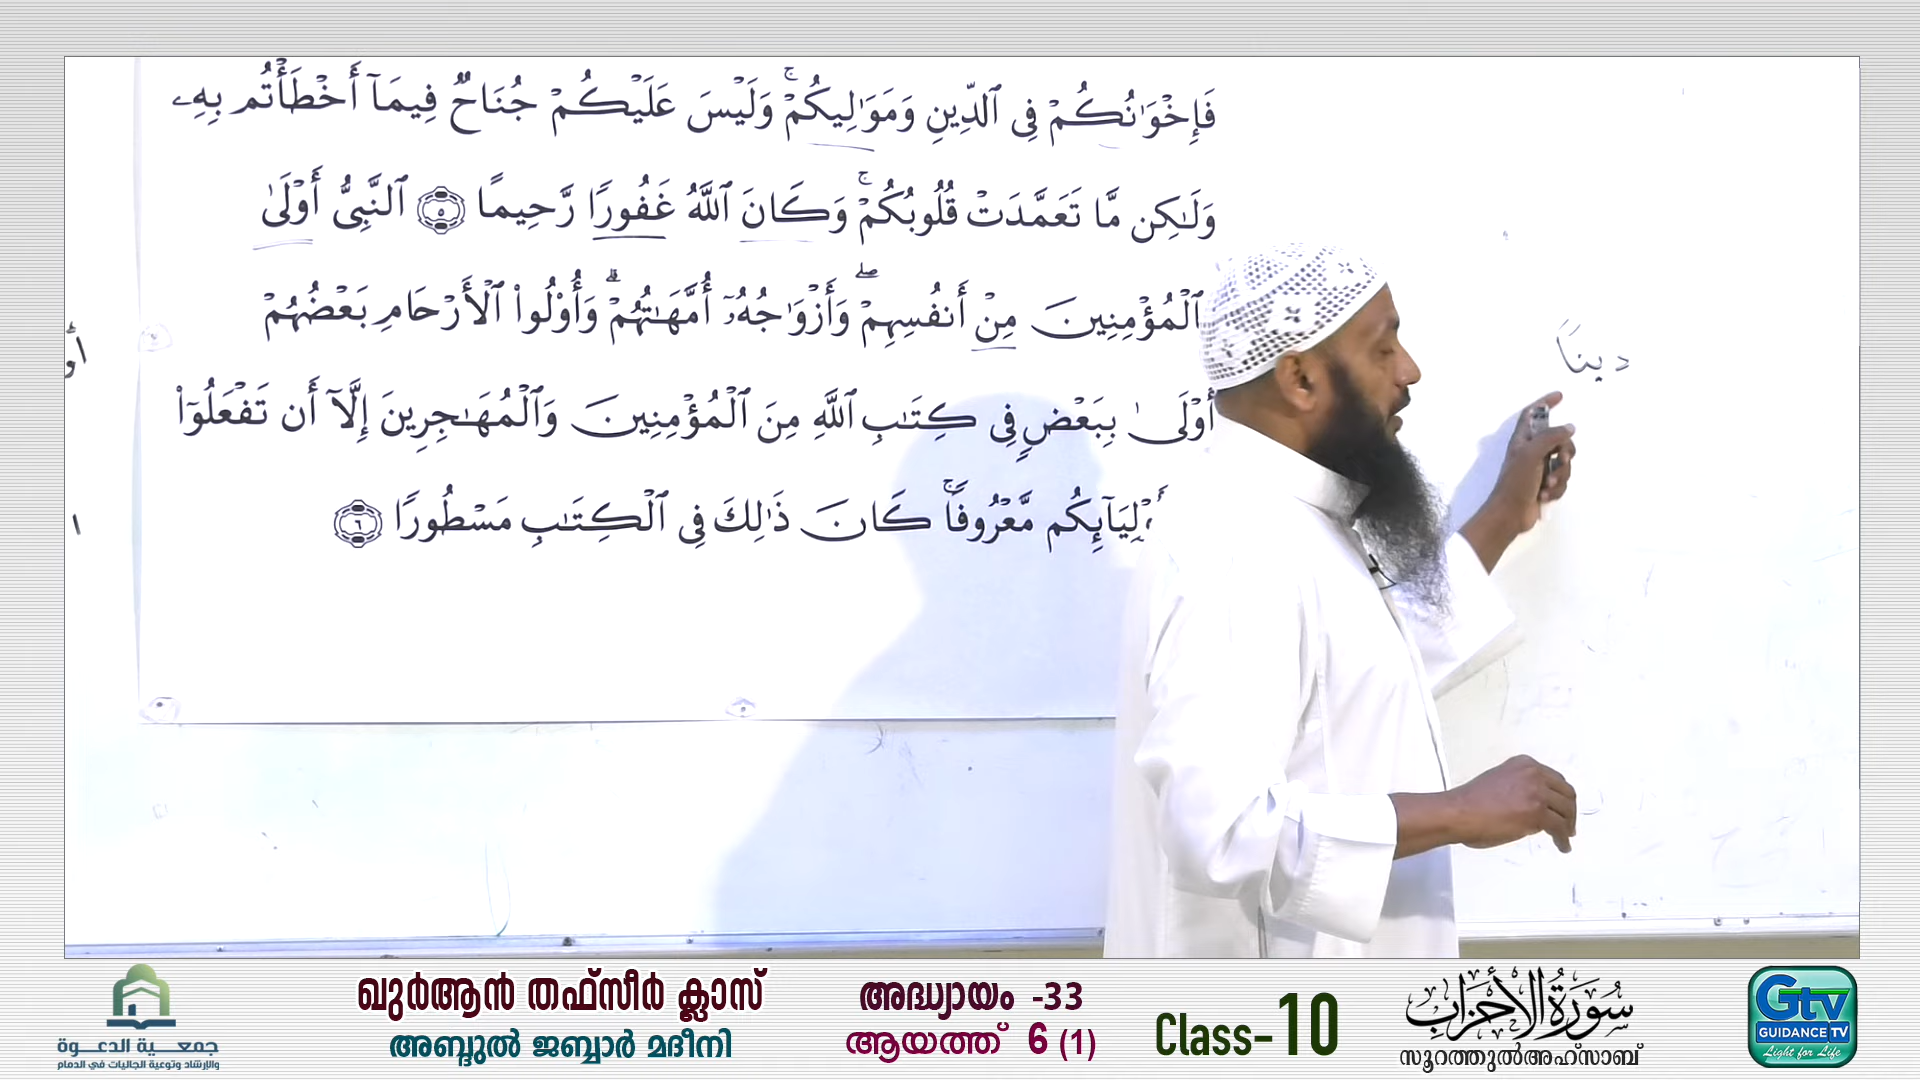 فَإِخْوَٰنُكُمْ فِى ٱلدِّينِ وَمَوَٰلِيكُمْ ۚ وَلَيْسَ عَلَيْكُمْ جُنَاحٌ فِيمَآ أَخْطَأْتُم بِهِۦ
وَلَـٰكِن مَّا تَعَمَّدَتْ قُلُوبُكُمْ ۚ وَكَانَ ٱللَّهُ غَفُورًا رَّحِيمًا ٥ ٱلنَّبِىُّ أَوْلَىٰ
ٱلْمُؤْمِنِينَ مِنْ أَنفُسِهِمْ ۖ وَأَزْوَٰجُهُۥٓ أُمَّهَـٰتُهُمْ ۗ وَأُو۟لُوا۟ ٱلْأَرْحَامِ بَعْضُهُمْ
أَوْلَىٰ بِبَعْضٍ فِى كِتَـٰبِ ٱللَّهِ مِنَ ٱلْمُؤْمِنِينَ وَٱلْمُهَـٰجِرِينَ إِلَّآ أَن تَفْعَلُوٓا۟
مَّعْرُوفًا ۚ كَانَ ذَٰلِكَ فِى ٱلْكِتَـٰبِ مَسْطُورًا ٦
دينًا
ഖുർആൻ തഫ്സീർ ക്ലാസ്
അബ്ദുൽ ജബ്ബാർ മദീനി
അദ്ധ്യായം -33
ആയത്ത് 6 (1)
Class-10
سُورَةُ الأَحْزَاب
സൂറത്തുൽഅഹ്സാബ്
جمعية الدعوة
والإرشاد وتوعية الجاليات في الدمام
Gtv
GUIDANCE TV
Light for Life